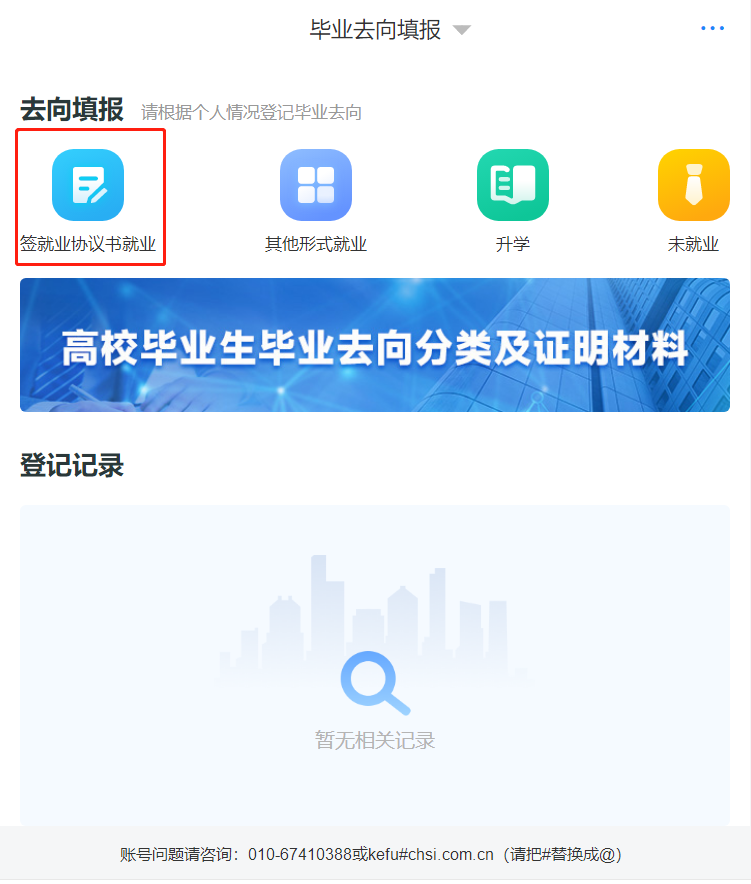 毕业去向填报
去向填报 请根据个人情况登记毕业去向
签就业协议书就业 其他形式就业 升学 未就业
高校毕业生毕业去向分类及证明材料
登记记录
暂无相关记录
账号问题请咨询：010-67410388或kefu#chsi.com.cn（请把#替换成@）